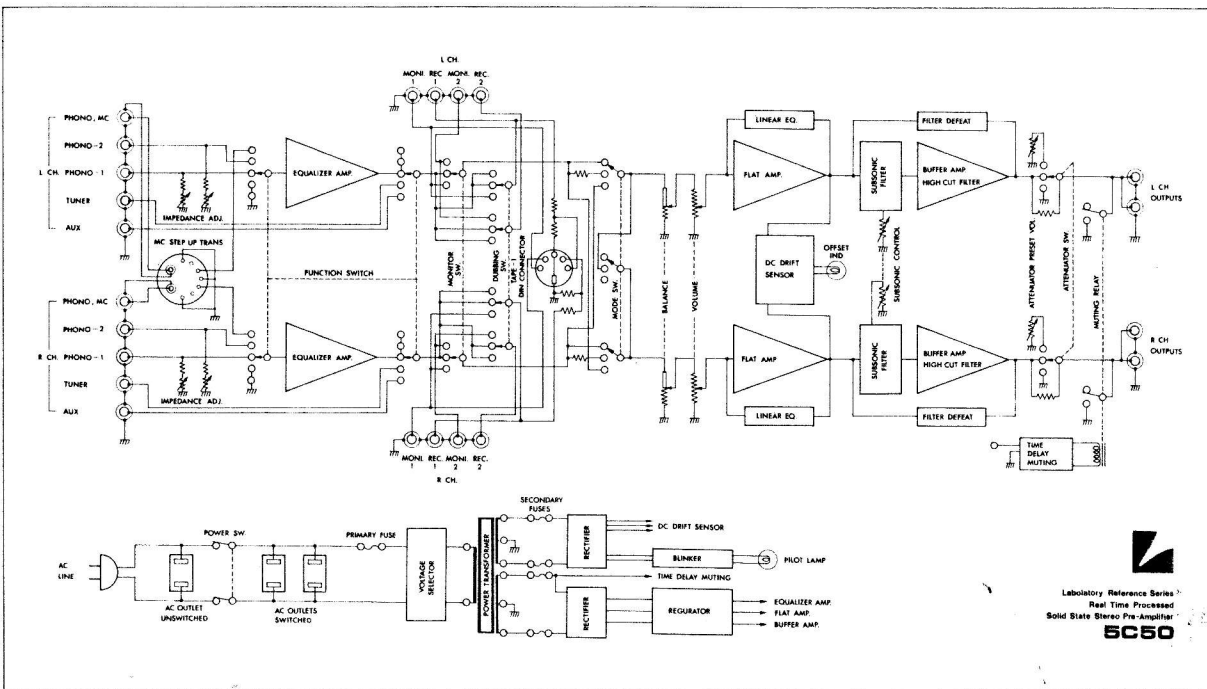 L CH.
MONI. 1
REC. 1
MONI. 2
REC. 2
PHONO, MC
PHONO-2
L CH.
PHONO-1
TUNER
AUX
IMPEDANCE ADJ.
EQUALIZER AMP.
MC STEP UP TRANS
FUNCTION SWITCH
MONITOR SW.
DUBBING SW.
TAPE-1 DIN CONNECTOR
MODE SW.
BALANCE
VOLUME
LINEAR EQ.
FLAT AMP.
DC DRIFT SENSOR
OFFSET IND
SUBSONIC FILTER
SUBSONIC CONTROL
FILTER DEFEAT
BUFFER AMP
HIGH CUT FILTER
ATTENUATOR PRESET VOL.
ATTENUATOR SW.
MUTING RELAY
L CH
OUTPUTS
PHONO, MC
PHONO-2
R CH.
PHONO-1
TUNER
AUX
IMPEDANCE ADJ.
EQUALIZER AMP.
FLAT AMP
LINEAR EQ.
SUBSONIC FILTER
BUFFER AMP
HIGH CUT FILTER
FILTER DEFEAT
R CH
OUTPUTS
TIME
DELAY
MUTING
MONI. 1
REC. 1
MONI. 2
REC. 2
R CH.
AC
LINE
POWER SW.
AC OUTLET
UNSWITCHED
AC OUTLETS
SWITCHED
PRIMARY FUSE
VOLTAGE SELECTOR
POWER TRANSFORMER
SECONDARY
FUSES
RECTIFIER
DC DRIFT SENSOR
BLINKER
PILOT LAMP
TIME DELAY MUTING
RECTIFIER
REGURATOR
EQUALIZER AMP.
FLAT AMP.
BUFFER AMP.
Labolatory Reference Series
Real Time Processed
Solid State Stereo Pre-Amplifier
5C50